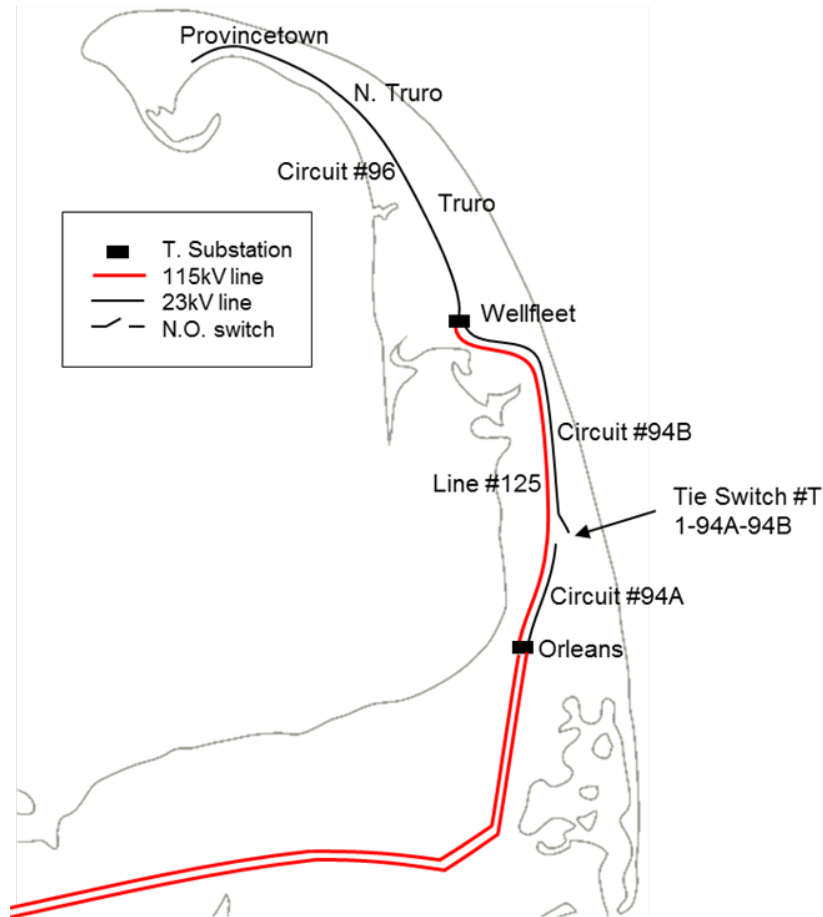 Provincetown
N. Truro
Circuit #96
Truro
T. Substation
115kV line
23kV line
N.O. switch
Wellfleet
Circuit #94B
Line #125
Tie Switch #T
1-94A-94B
Circuit #94A
Orleans